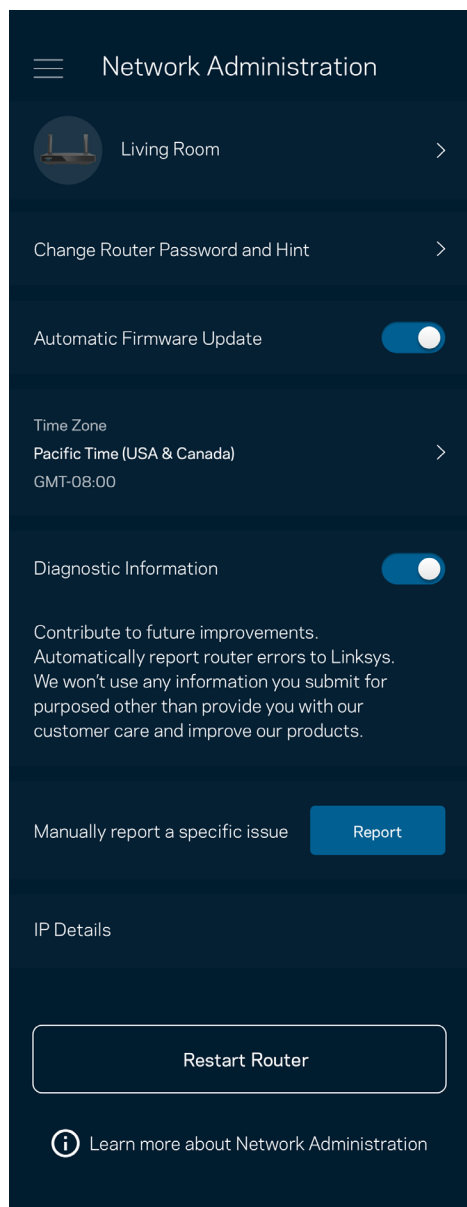 Network Administration
Living Room
Change Router Password and Hint
Automatic Firmware Update
Time Zone
Pacific Time (USA & Canada)
GMT-08:00
Diagnostic Information
Contribute to future improvements.
Automatically report router errors to Linksys.
We won't use any information you submit for
purposed other than provide you with our
customer care and improve our products.
Manually report a specific issue
Report
IP Details
Restart Router
Learn more about Network Administration